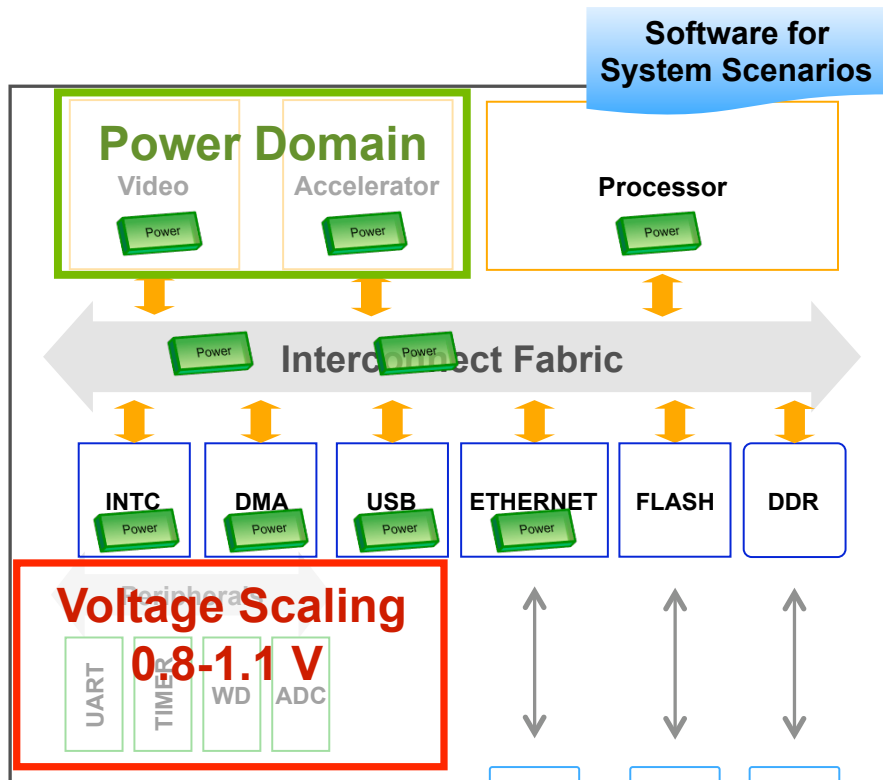 Software for
System Scenarios
Power Domain
Video
Accelerator
Processor
Power
Power
Power
Power
Power
Interconnect Fabric
INTC
DMA
USB
ETHERNET
FLASH
DDR
Power
Power
Power
Power
Peripherals
Voltage Scaling
0.8-1.1 V
UART
TIMER
WD
ADC